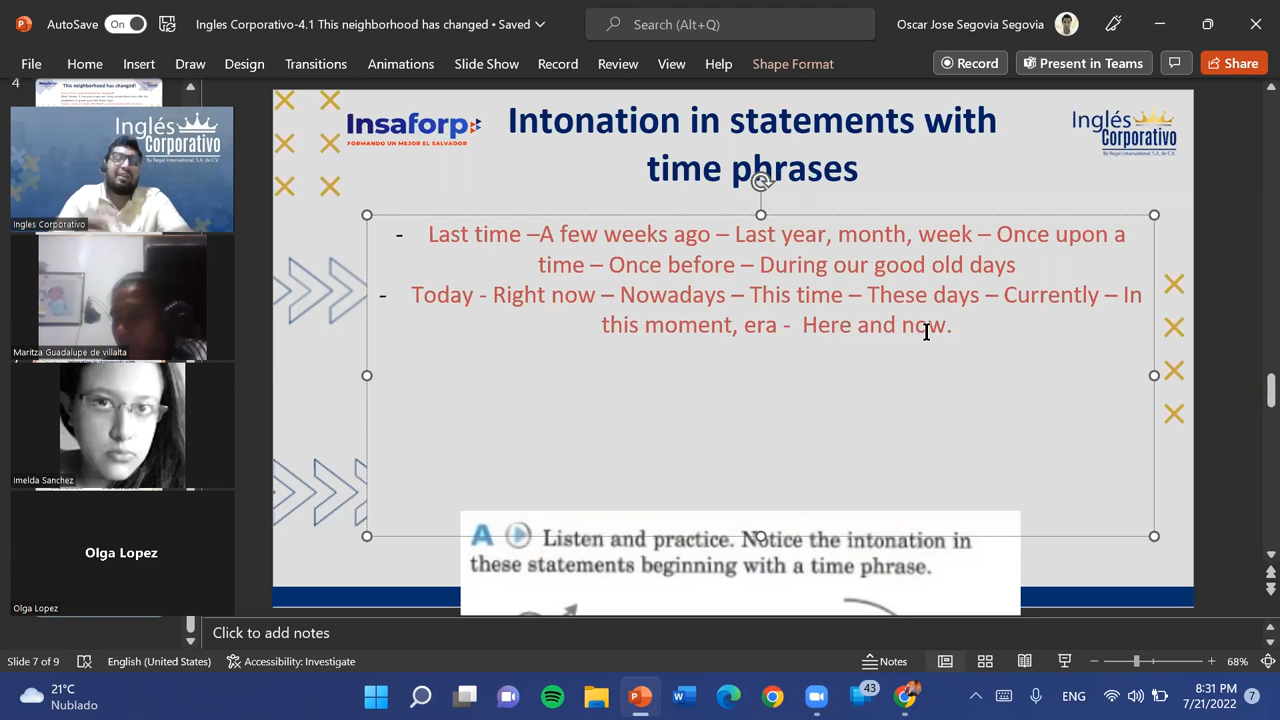 AutoSave On Ingles Corporativo-4.1 This neighborhood has changed • Saved Search (Alt+Q) Oscar Jose Segovia Segovia
File Home Insert Draw Design Transitions Animations Slide Show Record Review View Help Shape Format Record Present in Teams Share
4
This neighborhood has changed!
Inglés
Corporativo
By Regal International, S.A. de C.V.
Ingles Corporativo
Maritza Guadalupe de villalta
Imelda Sanchez
Olga Lopez
Olga Lopez
Insaforp
FORMANDO UN MEJOR EL SALVADOR
Intonation in statements with
time phrases
Inglés
Corporativo
By Regal International, S.A. de C.V.
- Last time –A few weeks ago – Last year, month, week – Once upon a
time – Once before – During our good old days
- Today - Right now – Nowadays – This time – These days – Currently – In
this moment, era - Here and now.
A Listen and practice. Notice the intonation in
these statements beginning with a time phrase.
Click to add notes
Slide 7 of 9 English (United States) Accessibility: Investigate Notes 68%
21°C
Nublado
43
ENG
8:31 PM
7/21/2022
7